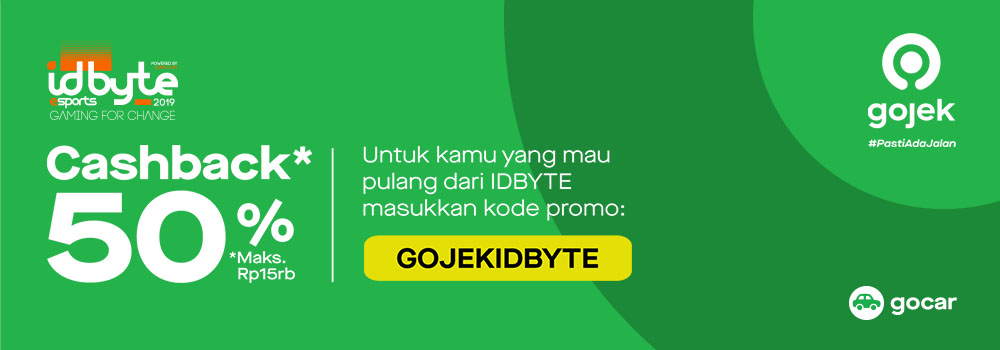 idbyte
esports 2019
GAMING FOR CHANGE
Cashback*
50%
*Maks.
Rp15rb
Untuk kamu yang mau
pulang dari IDBYTE
masukkan kode promo:
GOJEKIDBYTE
gojek
#PastiAdaJalan
gocar